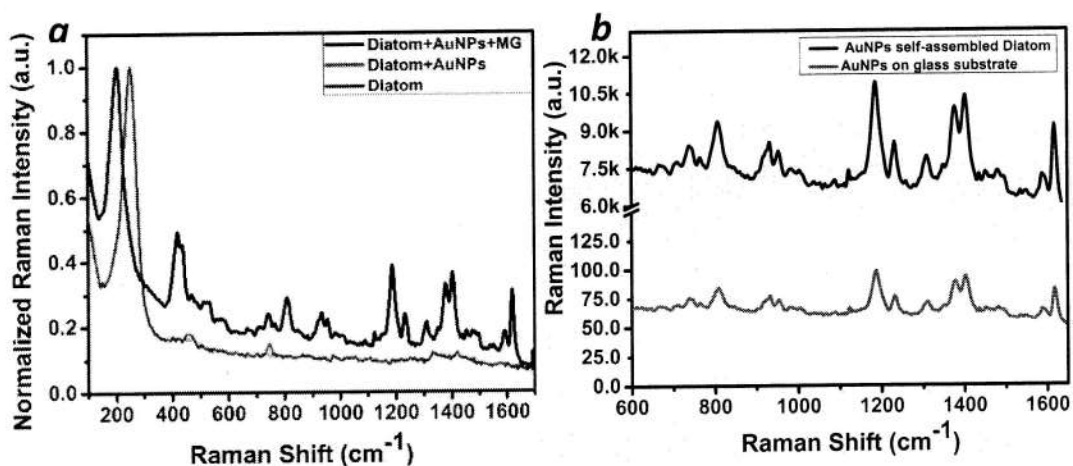 a
Diatom+AuNPs+MG
Diatom+AuNPs
Diatom
Normalized Raman Intensity (a.u.)
1.0
0.8
0.6
0.4
0.2
0.0
200 400 600 800 1000 1200 1400 1600
Raman Shift (cm-1)
b
AuNPs self-assembled Diatom
AuNPs on glass substrate
Raman Intensity (a.u.)
12.0k
10.5k
9.0k
7.5k
6.0k
125.0
100.0
75.0
50.0
25.0
0.0
600 800 1000 1200 1400 1600
Raman Shift (cm-1)